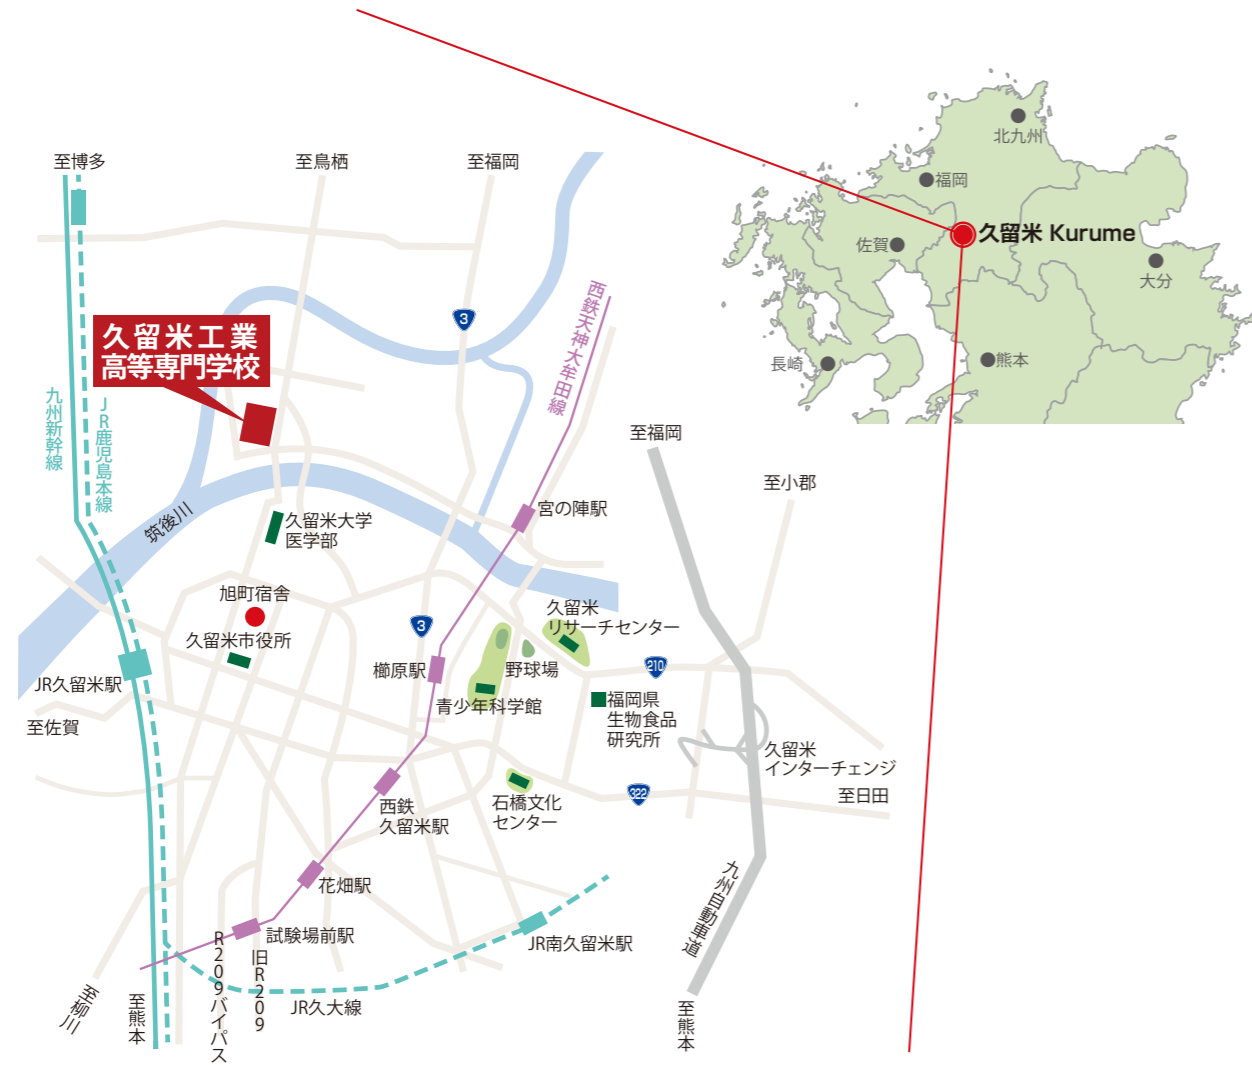 至博多
至鳥栖
至福岡
北九州
福岡
佐賀
久留米 Kurume
大分
長崎
熊本
3
西鉄天神大牟田線
久留米工業
高等専門学校
九州新幹線
JR鹿児島本線
至福岡
至小郡
筑後川
宮の陣駅
久留米大学
医学部
旭町宿舎
久留米市役所
3
久留米
リサーチセンター
櫛原駅
野球場
210
JR久留米駅
青少年科学館
福岡県
生物食品
研究所
至佐賀
久留米
インターチェンジ
西鉄
久留米駅
石橋文化
センター
322
至日田
花畑駅
九州自動車道
試験場前駅
JR南久留米駅
至柳川
至熊本
R209バイパス
旧R209
JR久大線
至熊本